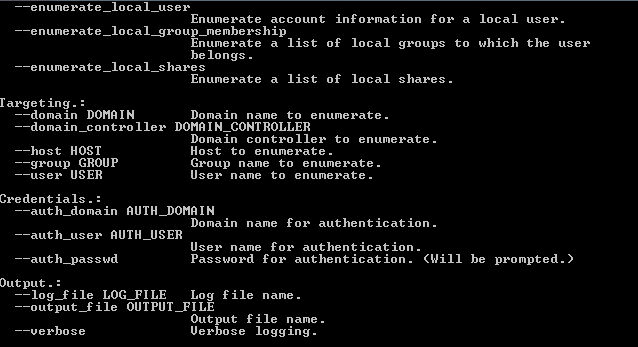 --enumerate_local_user
Enumerate account information for a local user.
--enumerate_local_group_membership
Enumerate a list of local groups to which the user
belongs.
--enumerate_local_shares
Enumerate a list of local shares.
Targeting.:
--domain DOMAIN Domain name to enumerate.
--domain_controller DOMAIN_CONTROLLER
Domain controller to enumerate.
--host HOST Host to enumerate.
--group GROUP Group name to enumerate.
--user USER User name to enumerate.
Credentials.:
--auth_domain AUTH_DOMAIN
Domain name for authentication.
--auth_user AUTH_USER
User name for authentication.
--auth_passwd Password for authentication. (Will be prompted.)
Output.:
--log_file LOG_FILE Log file name.
--output_file OUTPUT_FILE
Output file name.
--verbose Verbose logging.